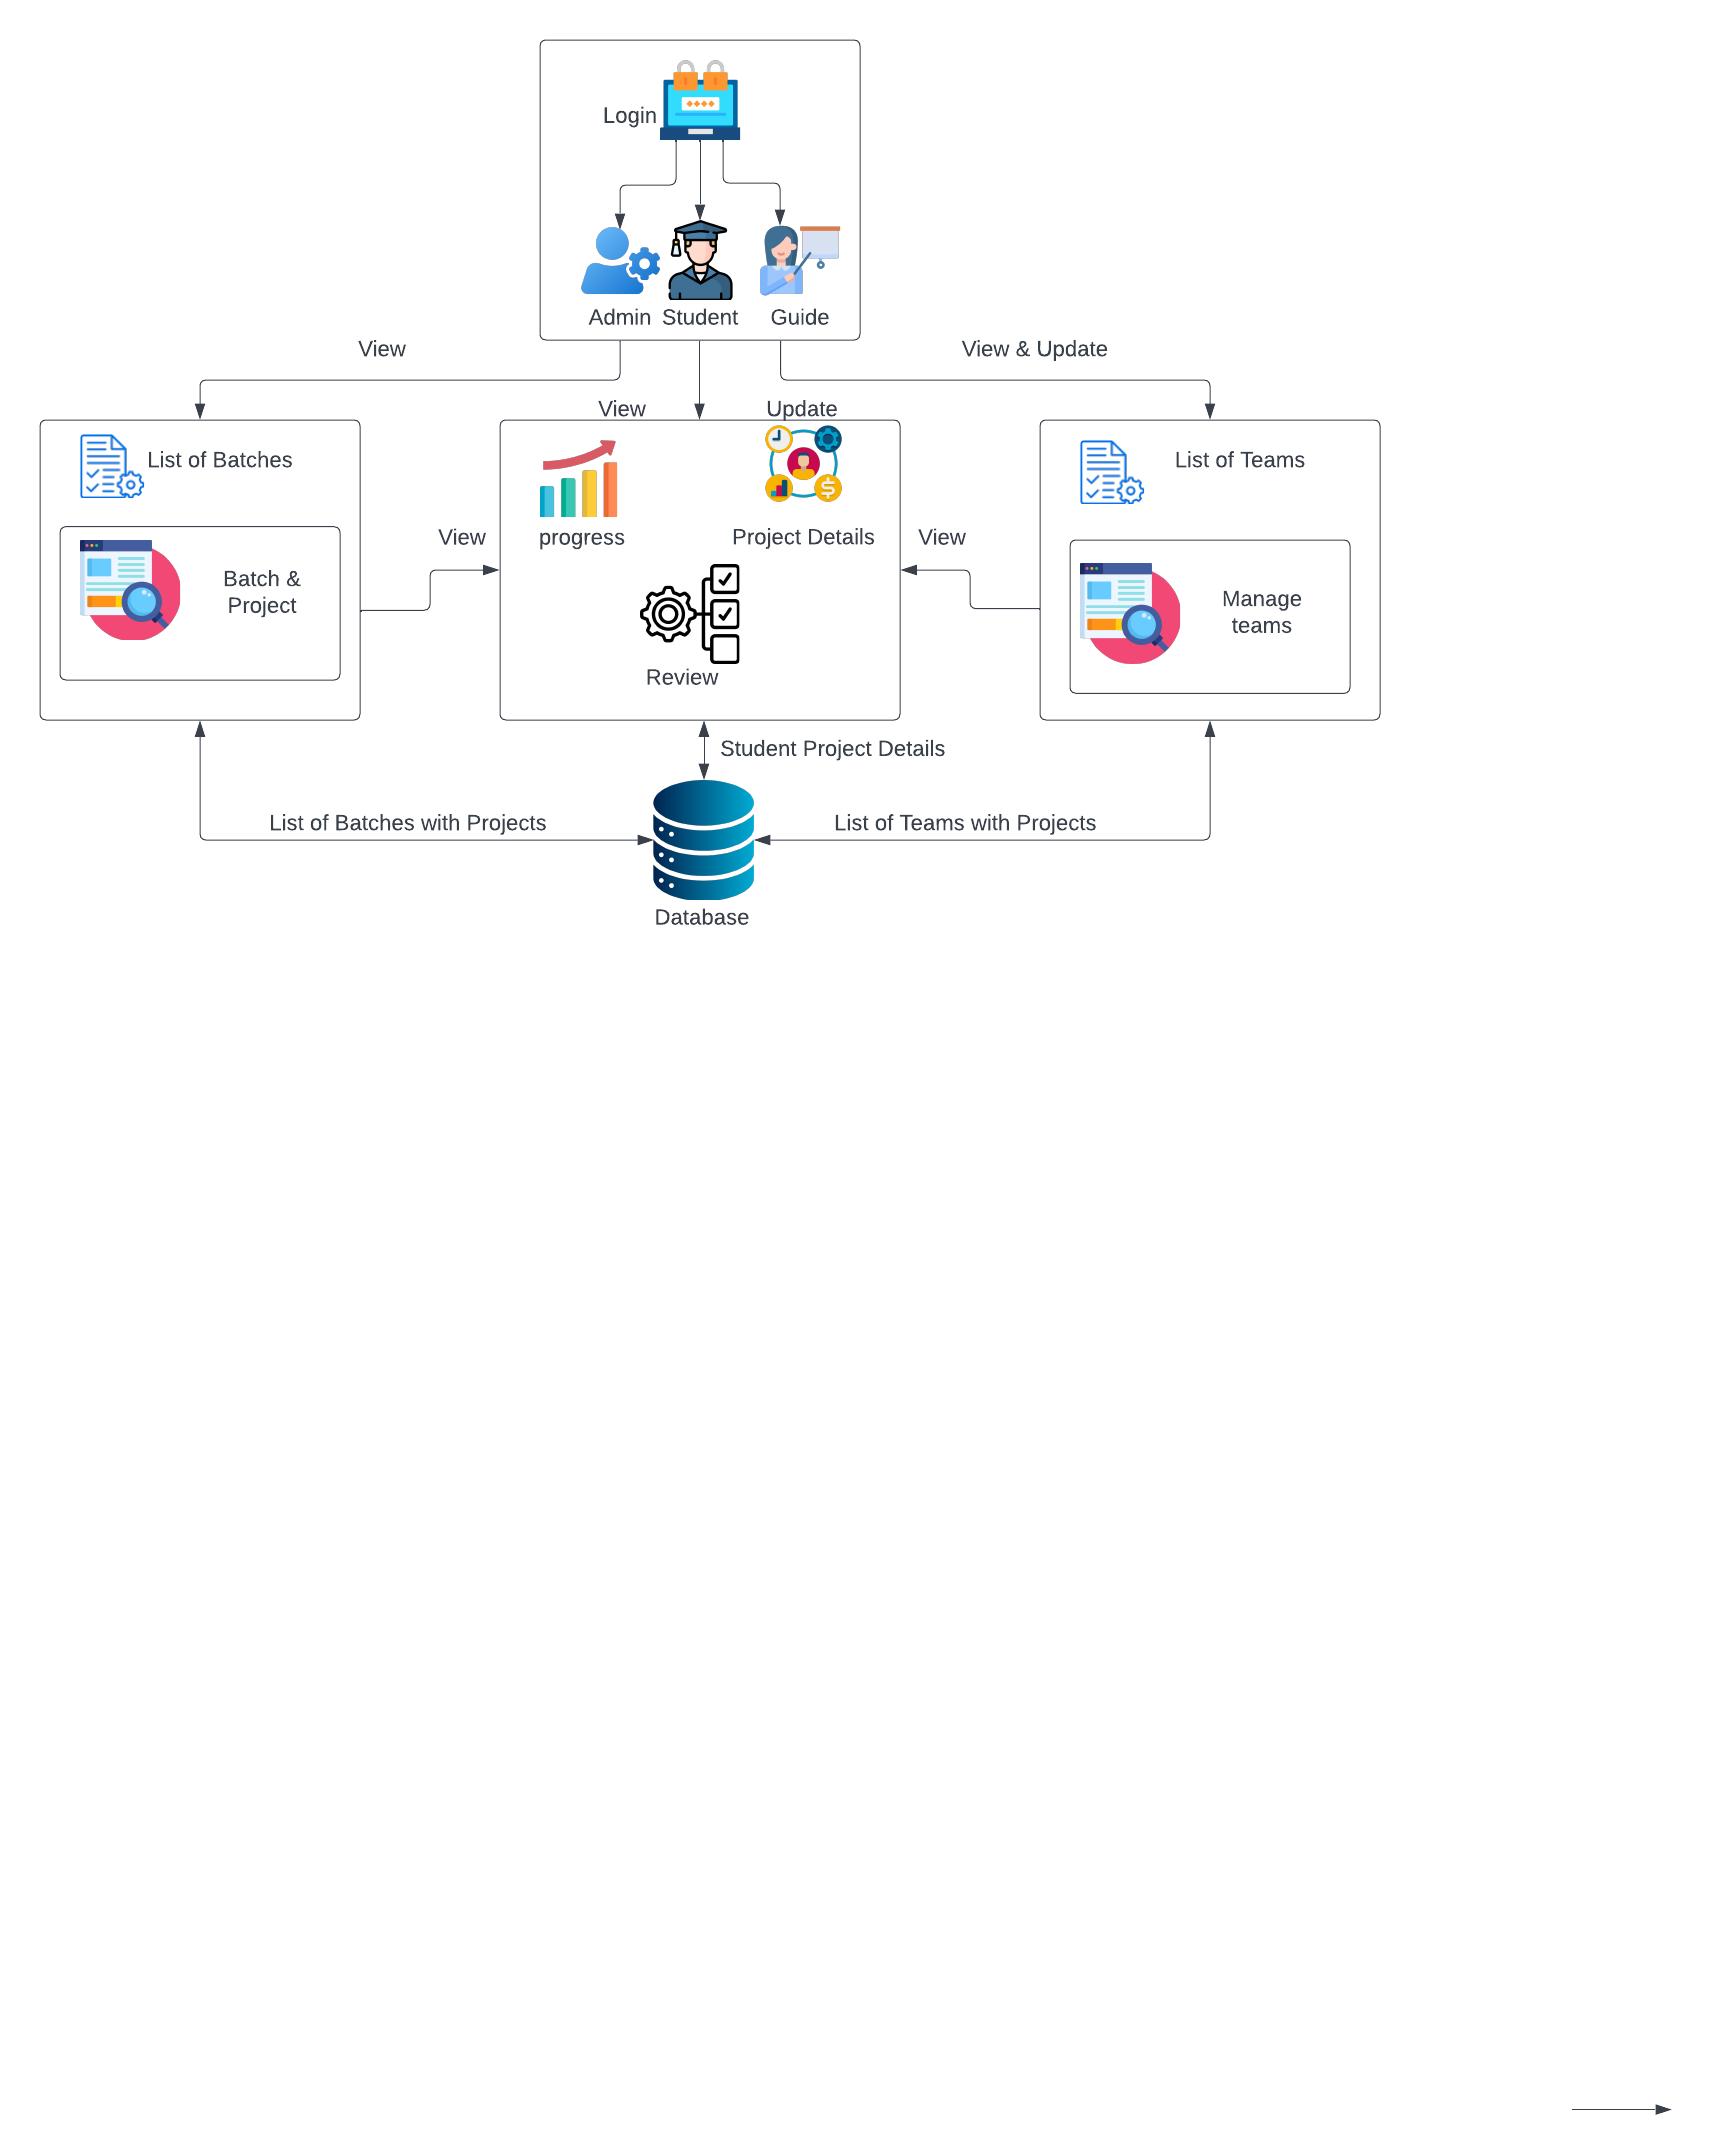 Login
Admin
Student
Guide
View
View & Update
View
Update
List of Batches
List of Teams
View
progress
Project Details
View
Batch &
Project
Manage
teams
Review
Student Project Details
List of Batches with Projects
List of Teams with Projects
Database